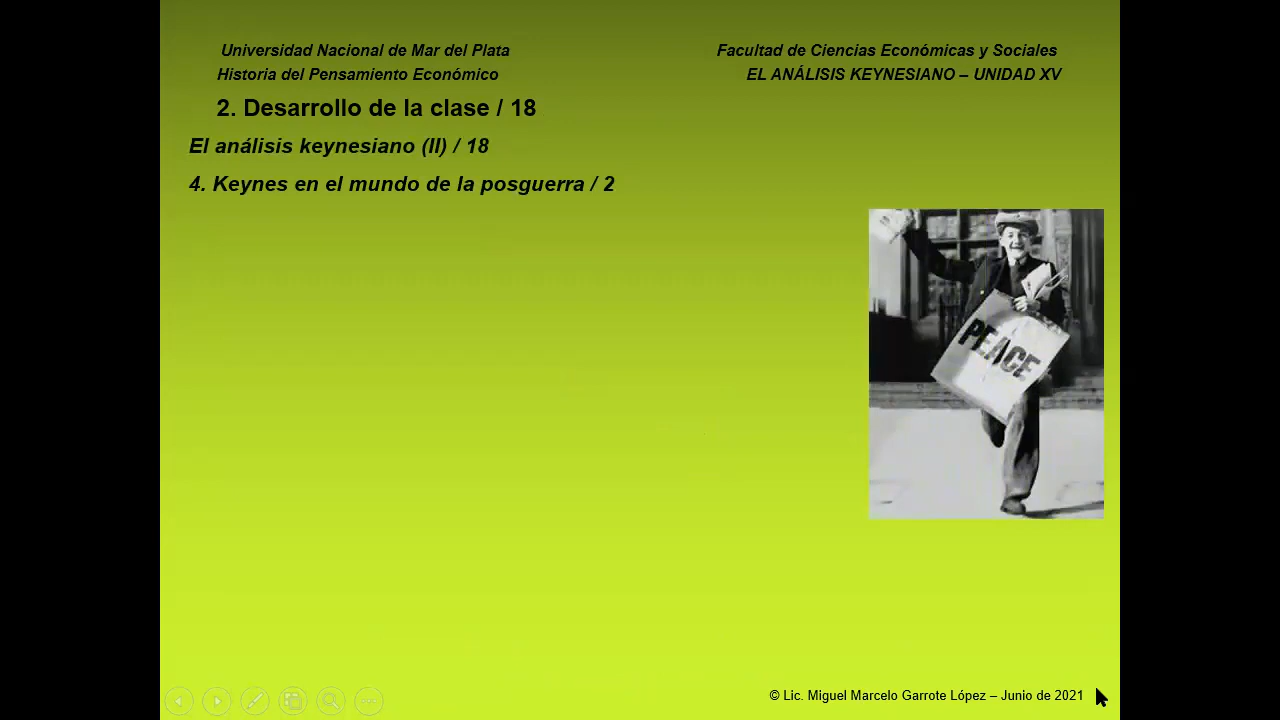 Universidad Nacional de Mar del Plata
Facultad de Ciencias Económicas y Sociales
Historia del Pensamiento Económico
EL ANÁLISIS KEYNESIANO – UNIDAD XV
2. Desarrollo de la clase / 18
El análisis keynesiano (II) / 18
4. Keynes en el mundo de la posguerra / 2
PEACE
© Lic. Miguel Marcelo Garrote López – Junio de 2021